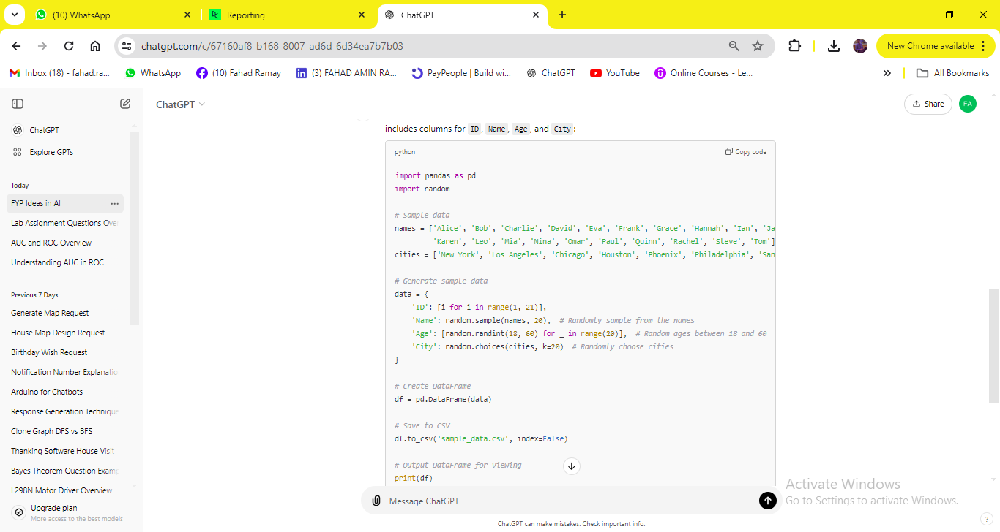 (10) WhatsApp
Reporting
ChatGPT
chatgpt.com/c/67160af8-b168-8007-ad6d-6d34ea7b7b03
New Chrome available
Inbox (18) - fahad.ra...
WhatsApp
(10) Fahad Ramay
(3) FAHAD AMIN RA...
PayPeople | Build wi...
ChatGPT
YouTube
Online Courses - Le...
All Bookmarks
ChatGPT
Share
FA
ChatGPT
Explore GPTs
Today
FYP Ideas in AI
Lab Assignment Questions Over
AUC and ROC Overview
Understanding AUC in ROC
Previous 7 Days
Generate Map Request
House Map Design Request
Birthday Wish Request
Notification Number Explanatio
Arduino for Chatbots
Response Generation Technique
Clone Graph DFS vs BFS
Thanking Software House Visit
Bayes Theorem Question Examp
L298N Motor Driver Overview
Upgrade plan
More access to the best models
includes columns for ID, Name, Age, and City:
python
Copy code
import pandas as pd
import random
# Sample data
names = ['Alice', 'Bob', 'Charlie', 'David', 'Eva', 'Frank', 'Grace', 'Hannah', 'Ian', 'Ja
'Karen', 'Leo', 'Mia', 'Nina', 'Omar', 'Paul', 'Quinn', 'Rachel', 'Steve', 'Tom']
cities = ['New York', 'Los Angeles', 'Chicago', 'Houston', 'Phoenix', 'Philadelphia', 'San
# Generate sample data
data = {
'ID': [i for i in range(1, 21)],
'Name': random.sample(names, 20),  # Randomly sample from the names
'Age': [random.randint(18, 60) for _ in range(20)],  # Random ages between 18 and 60
'City': random.choices(cities, k=20)  # Randomly choose cities
}
# Create DataFrame
df = pd.DataFrame(data)
# Save to CSV
df.to_csv('sample_data.csv', index=False)
# Output DataFrame for viewing
print(df)
Message ChatGPT
ChatGPT can make mistakes. Check important info.
Activate Windows
Go to Settings to activate Windows.
?